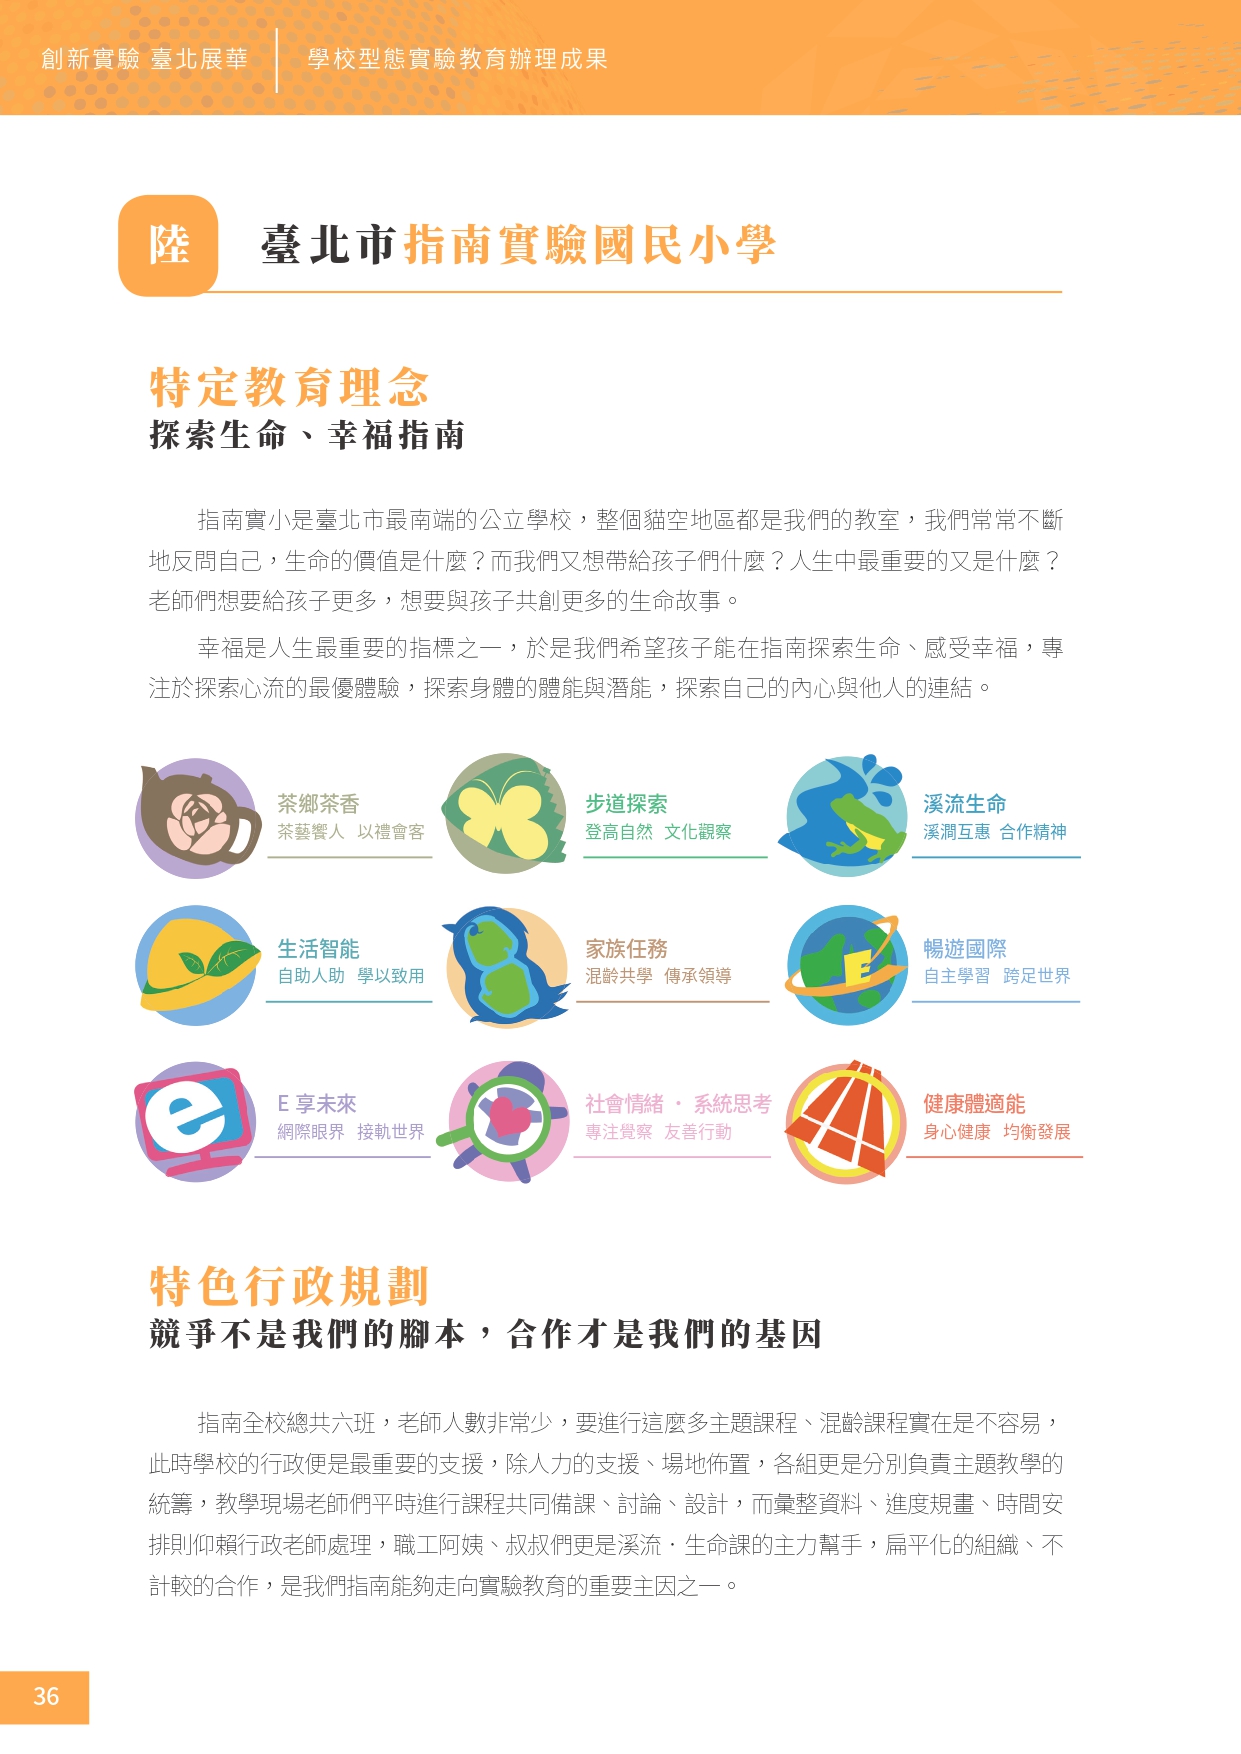 創新實驗 臺北展華
學校型態實驗教育辦理成果
陸
臺北市指南實驗國民小學
特定教育理念
探索生命、幸福指南
指南實小是臺北市最南端的公立學校，整個貓空地區都是我們的教室，我們常常不斷
地反問自己，生命的價值是什麼？而我們又想帶給孩子們什麼？人生中最重要的又是什麼？
老師們想要給孩子更多，想要與孩子共創更多的生命故事。
幸福是人生最重要的指標之一，於是我們希望孩子能在指南探索生命、感受幸福，專
注於探索心流的最優體驗，探索身體的體能與潛能，探索自己的內心與他人的連結。
茶鄉茶香
茶藝饗人 以禮會客
步道探索
登高自然 文化觀察
溪流生命
溪澗互惠 合作精神
生活智能
自助人助 學以致用
家族任務
混齡共學 傳承領導
E
暢遊國際
自主學習 跨足世界
e
E 享未來
網際眼界 接軌世界
社會情緒 ‧ 系統思考
專注覺察 友善行動
健康體適能
身心健康 均衡發展
特色行政規劃
競爭不是我們的腳本，合作才是我們的基因
指南全校總共六班，老師人數非常少，要進行這麼多主題課程、混齡課程實在是不容易，
此時學校的行政便是最重要的支援，除人力的支援、場地佈置，各組更是分別負責主題教學的
統籌，教學現場老師們平時進行課程共同備課、討論、設計，而彙整資料、進度規畫、時間安
排則仰賴行政老師處理，職工阿姨、叔叔們更是溪流．生命課的主力幫手，扁平化的組織、不
計較的合作，是我們指南能夠走向實驗教育的重要主因之一。
36